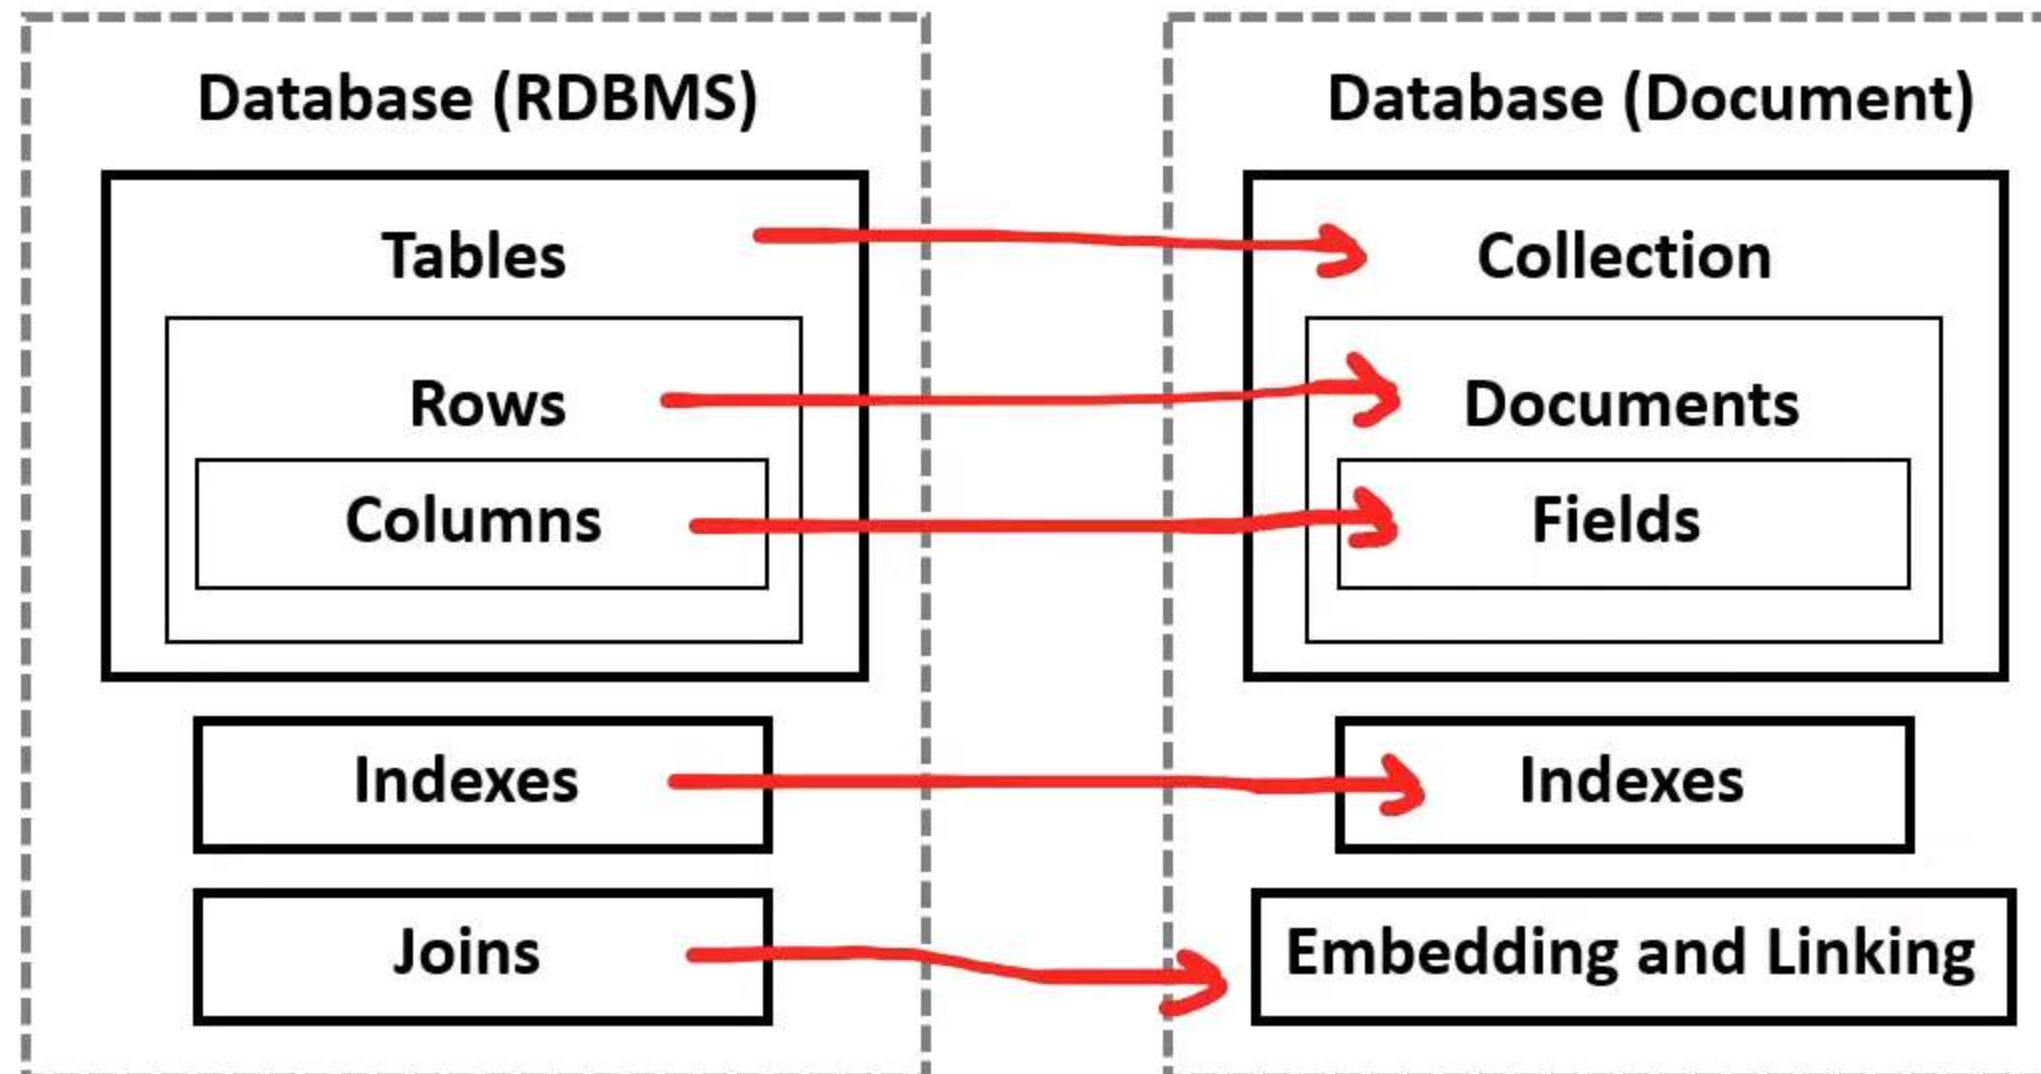 Database (RDBMS)
Tables
Rows
Columns
Indexes
Joins
Database (Document)
Collection
Documents
Fields
Indexes
Embedding and Linking